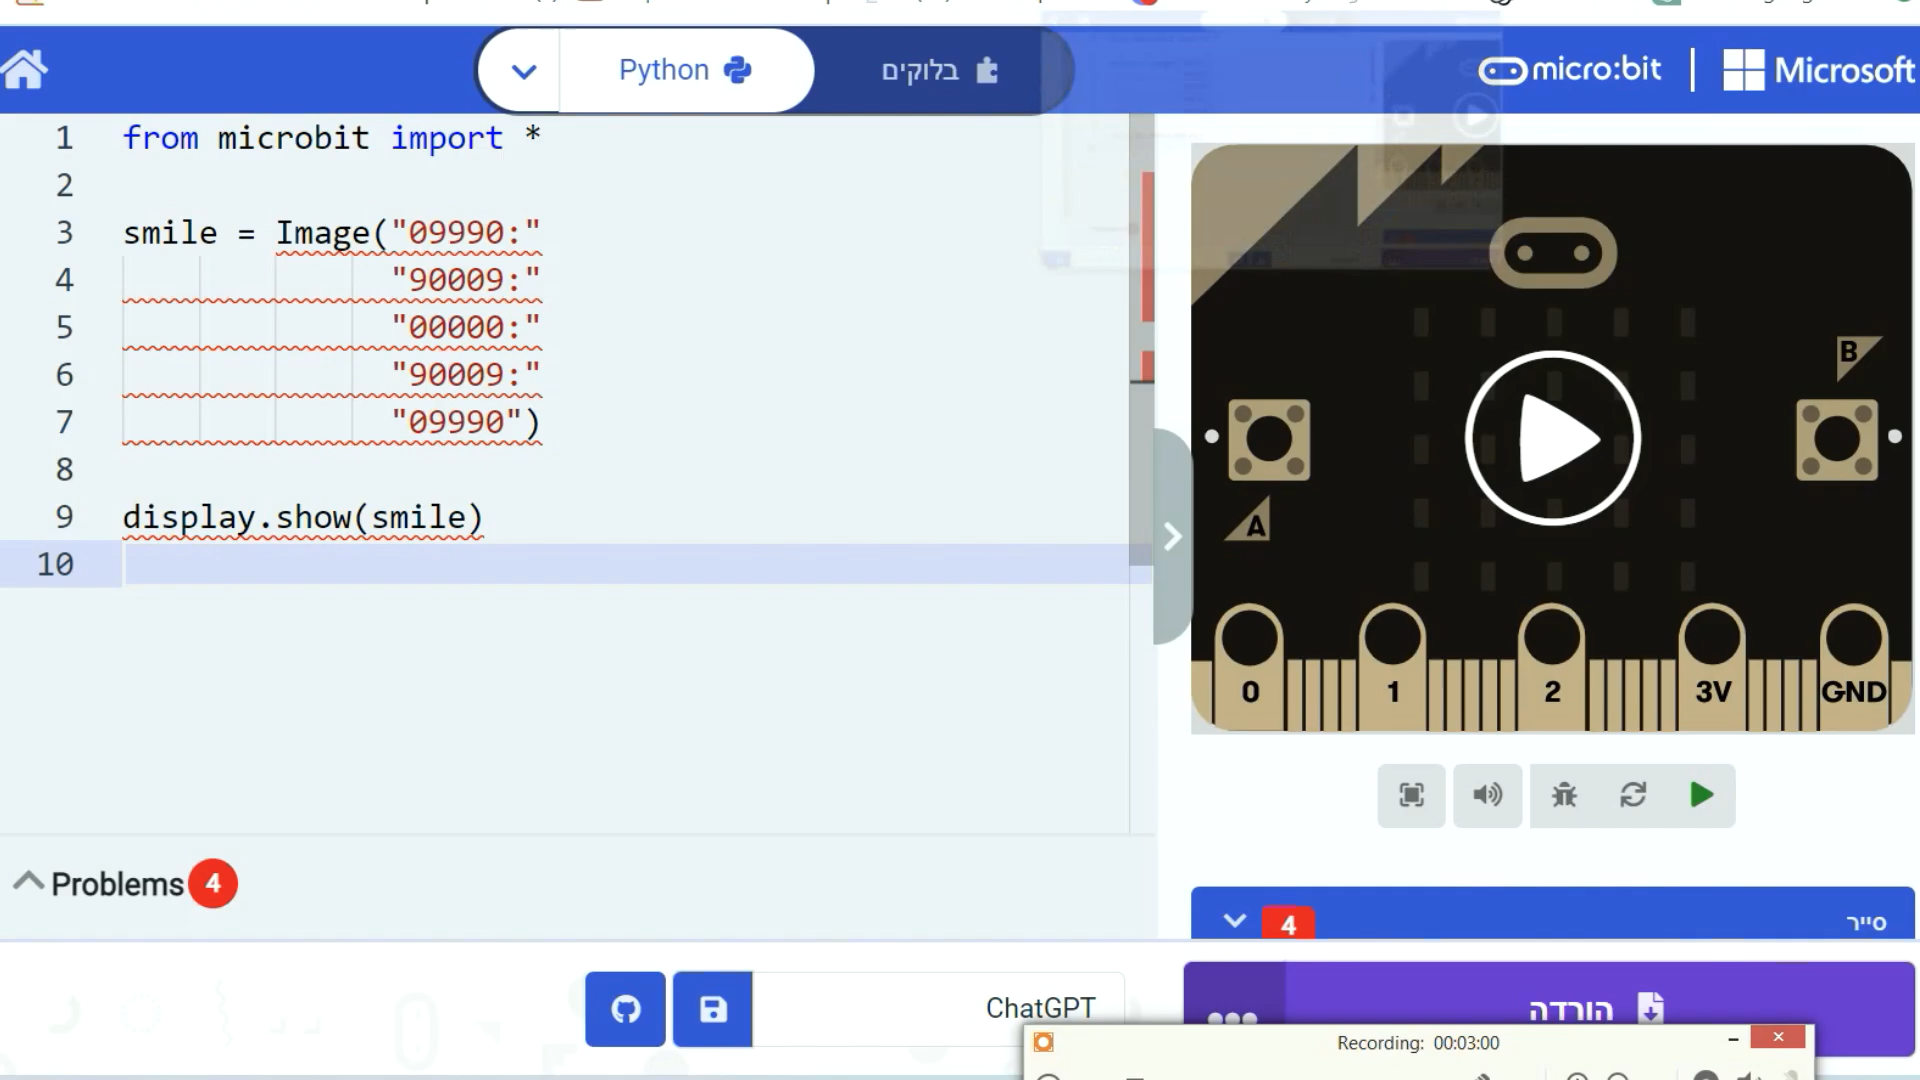 Python
בלוקים
micro:bit | Microsoft
1 from microbit import *
2
3 smile = Image("09990:"
4 "90009:"
5 "00000:"
6 "90009:"
7 "09990")
8
9 display.show(smile)
10
B
A
0 1 2 3V GND
Problems 4
4 סייר
ChatGPT
הורדה
Recording: 00:03:00